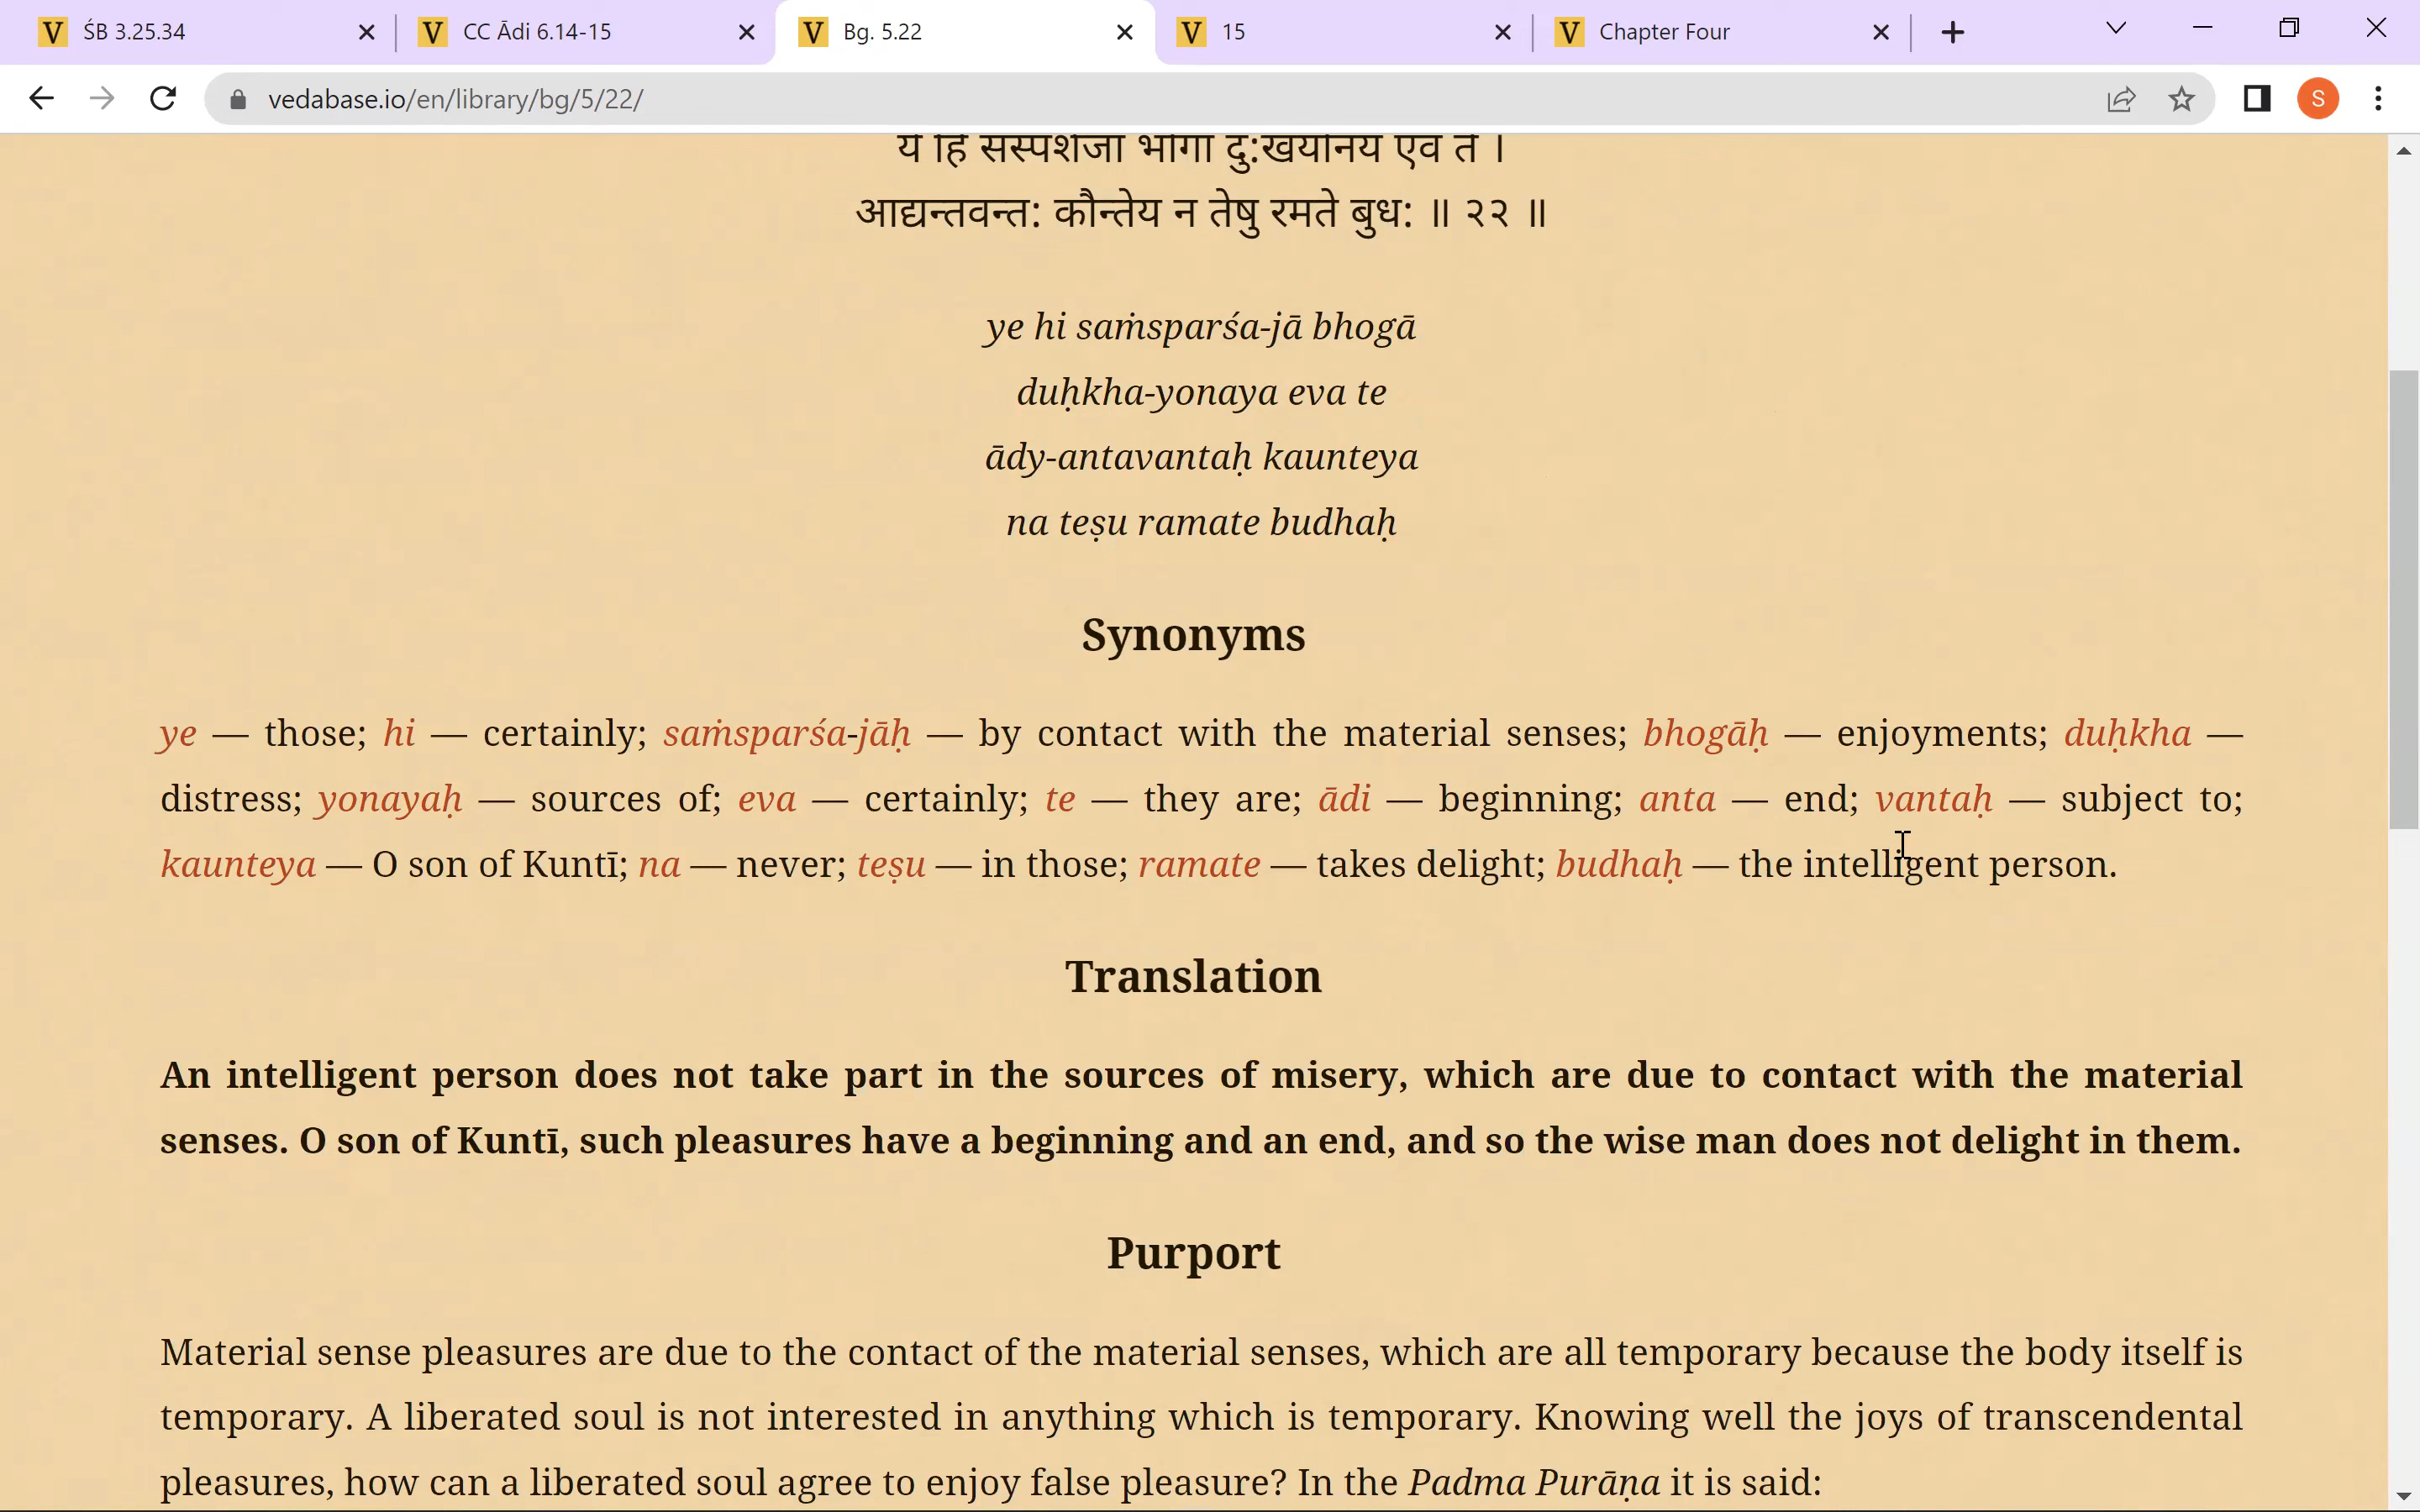 ŚB 3.25.34
CC Ādi 6.14-15
Bg. 5.22
15
Chapter Four
vedabase.io/en/library/bg/5/22/
S
ये हि संस्पर्शजा भोगा दु:खयोनय एव ते ।
आद्यन्तवन्त: कौन्तेय न तेषु रमते बुध: ॥ २२ ॥
ye hi saṁsparśa-jā bhogā
duḥkha-yonaya eva te
ādy-antavantaḥ kaunteya
na teṣu ramate budhaḥ
Synonyms
ye — those; hi — certainly; saṁsparśa-jāḥ — by contact with the material senses; bhogāḥ — enjoyments; duḥkha —
distress; yonayaḥ — sources of; eva — certainly; te — they are; ādi — beginning; anta — end; vantaḥ — subject to;
kaunteya — O son of Kuntī; na — never; teṣu — in those; ramate — takes delight; budhaḥ — the intelligent person.
Translation
An intelligent person does not take part in the sources of misery, which are due to contact with the material
senses. O son of Kuntī, such pleasures have a beginning and an end, and so the wise man does not delight in them.
Purport
Material sense pleasures are due to the contact of the material senses, which are all temporary because the body itself is
temporary. A liberated soul is not interested in anything which is temporary. Knowing well the joys of transcendental
pleasures, how can a liberated soul agree to enjoy false pleasure? In the Padma Purāṇa it is said: